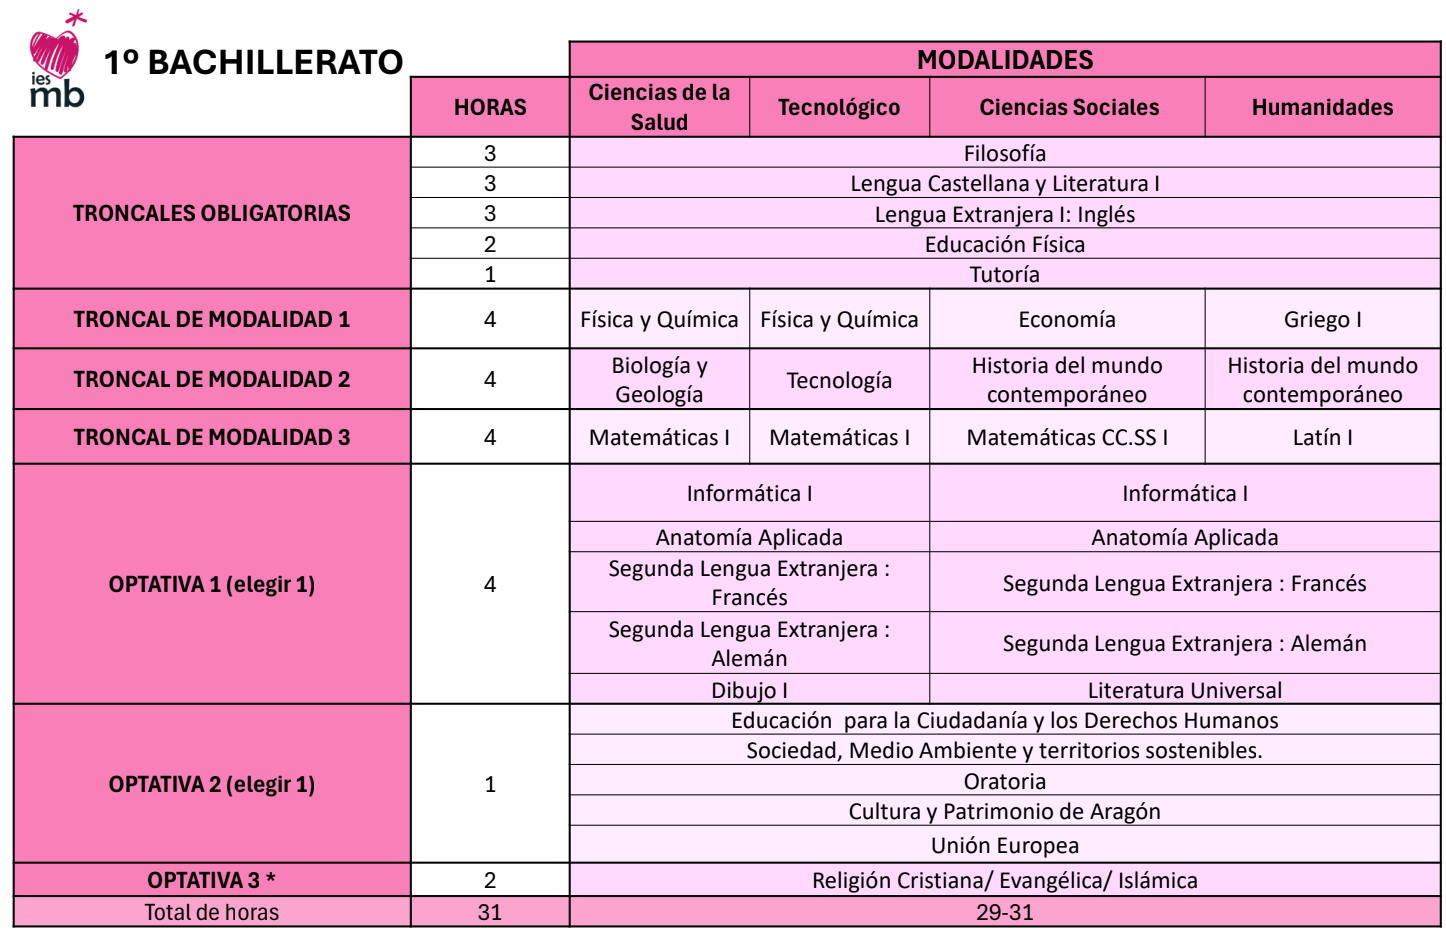 ies
mb
1º BACHILLERATO
MODALIDADES
HORAS
Ciencias de la
Salud
Tecnológico
Ciencias Sociales
Humanidades
TRONCALES OBLIGATORIAS
3
Filosofía
3
Lengua Castellana y Literatura I
3
Lengua Extranjera I: Inglés
2
Educación Física
1
Tutoría
TRONCAL DE MODALIDAD 1
4
Física y Química
Física y Química
Economía
Griego I
TRONCAL DE MODALIDAD 2
4
Biología y
Geología
Tecnología
Historia del mundo
contemporáneo
Historia del mundo
contemporáneo
TRONCAL DE MODALIDAD 3
4
Matemáticas I
Matemáticas I
Matemáticas CC.SS I
Latín I
OPTATIVA 1 (elegir 1)
4
Informática I
Informática I
Anatomía Aplicada
Anatomía Aplicada
Segunda Lengua Extranjera :
Francés
Segunda Lengua Extranjera : Francés
Segunda Lengua Extranjera :
Alemán
Segunda Lengua Extranjera : Alemán
Dibujo I
Literatura Universal
OPTATIVA 2 (elegir 1)
1
Educación  para la Ciudadanía y los Derechos Humanos
Sociedad, Medio Ambiente y territorios sostenibles.
Oratoria
Cultura y Patrimonio de Aragón
Unión Europea
OPTATIVA 3 *
2
Religión Cristiana/ Evangélica/ Islámica
Total de horas
31
29-31